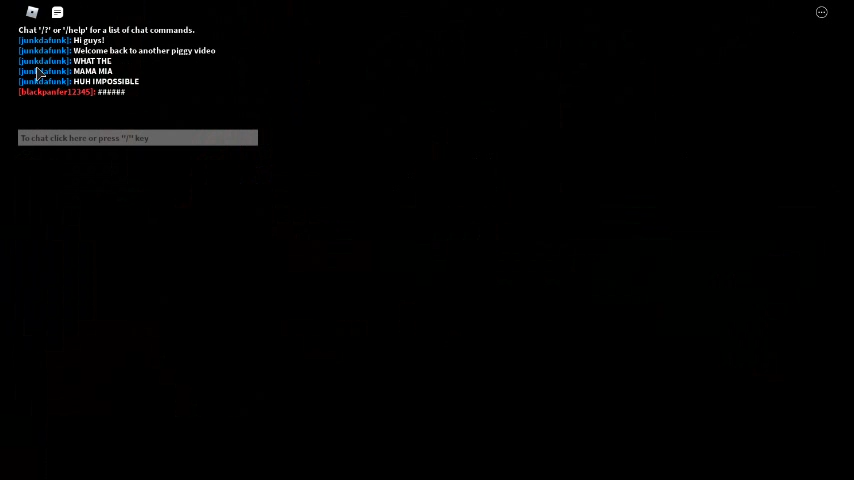 Chat '/?' or '/help' for a list of chat commands.
[junkdafunk]: Hi guys!
[junkdafunk]: Welcome back to another piggy video
[junkdafunk]: WHAT THE
[junkdafunk]: MAMA MIA
[junkdafunk]: HUH IMPOSSIBLE
[blackpanfer12345]: ######
To chat click here or press "/" key